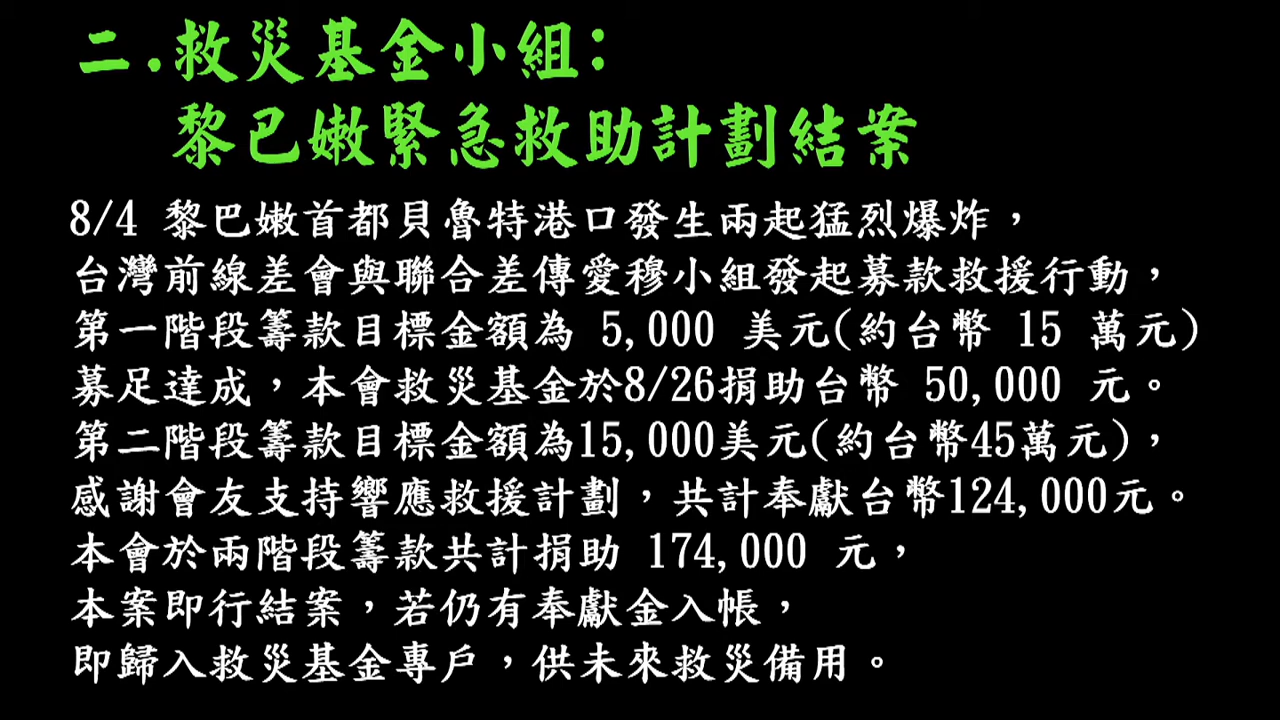 二.救災基金小組:
黎巴嫩緊急救助計劃結案
8/4 黎巴嫩首都貝魯特港口發生兩起猛烈爆炸，
台灣前線差會與聯合差傳愛穆小組發起募款救援行動，
第一階段籌款目標金額為 5,000 美元(約台幣 15 萬元)
募足達成，本會救災基金於8/26捐助台幣 50,000 元。
第二階段籌款目標金額為15,000美元(約台幣45萬元)，
感謝會友支持響應救援計劃，共計奉獻台幣124,000元。
本會於兩階段籌款共計捐助 174,000 元，
本案即行結案，若仍有奉獻金入帳，
即歸入救災基金專戶，供未來救災備用。